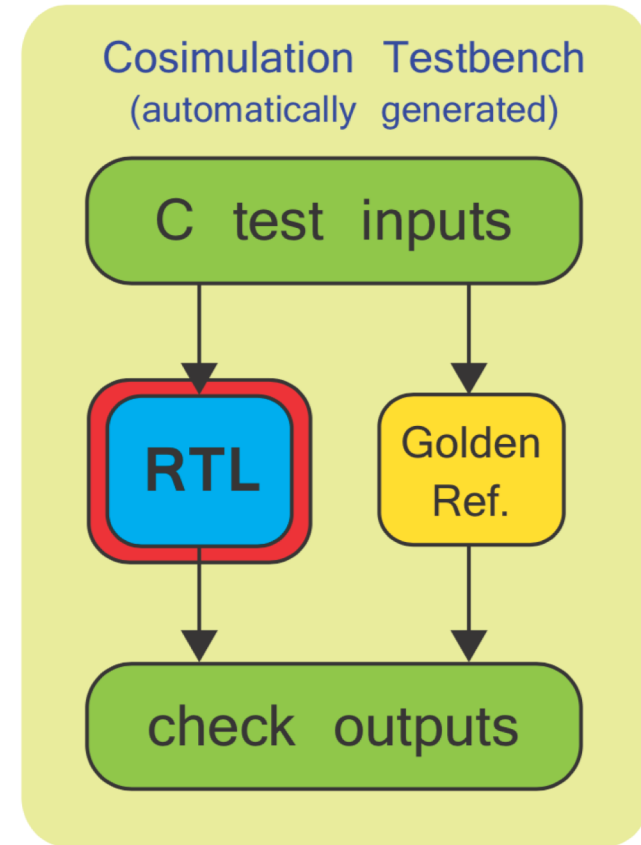 Cosimulation Testbench
(automatically generated)
C test inputs
RTL
Golden
Ref.
check outputs